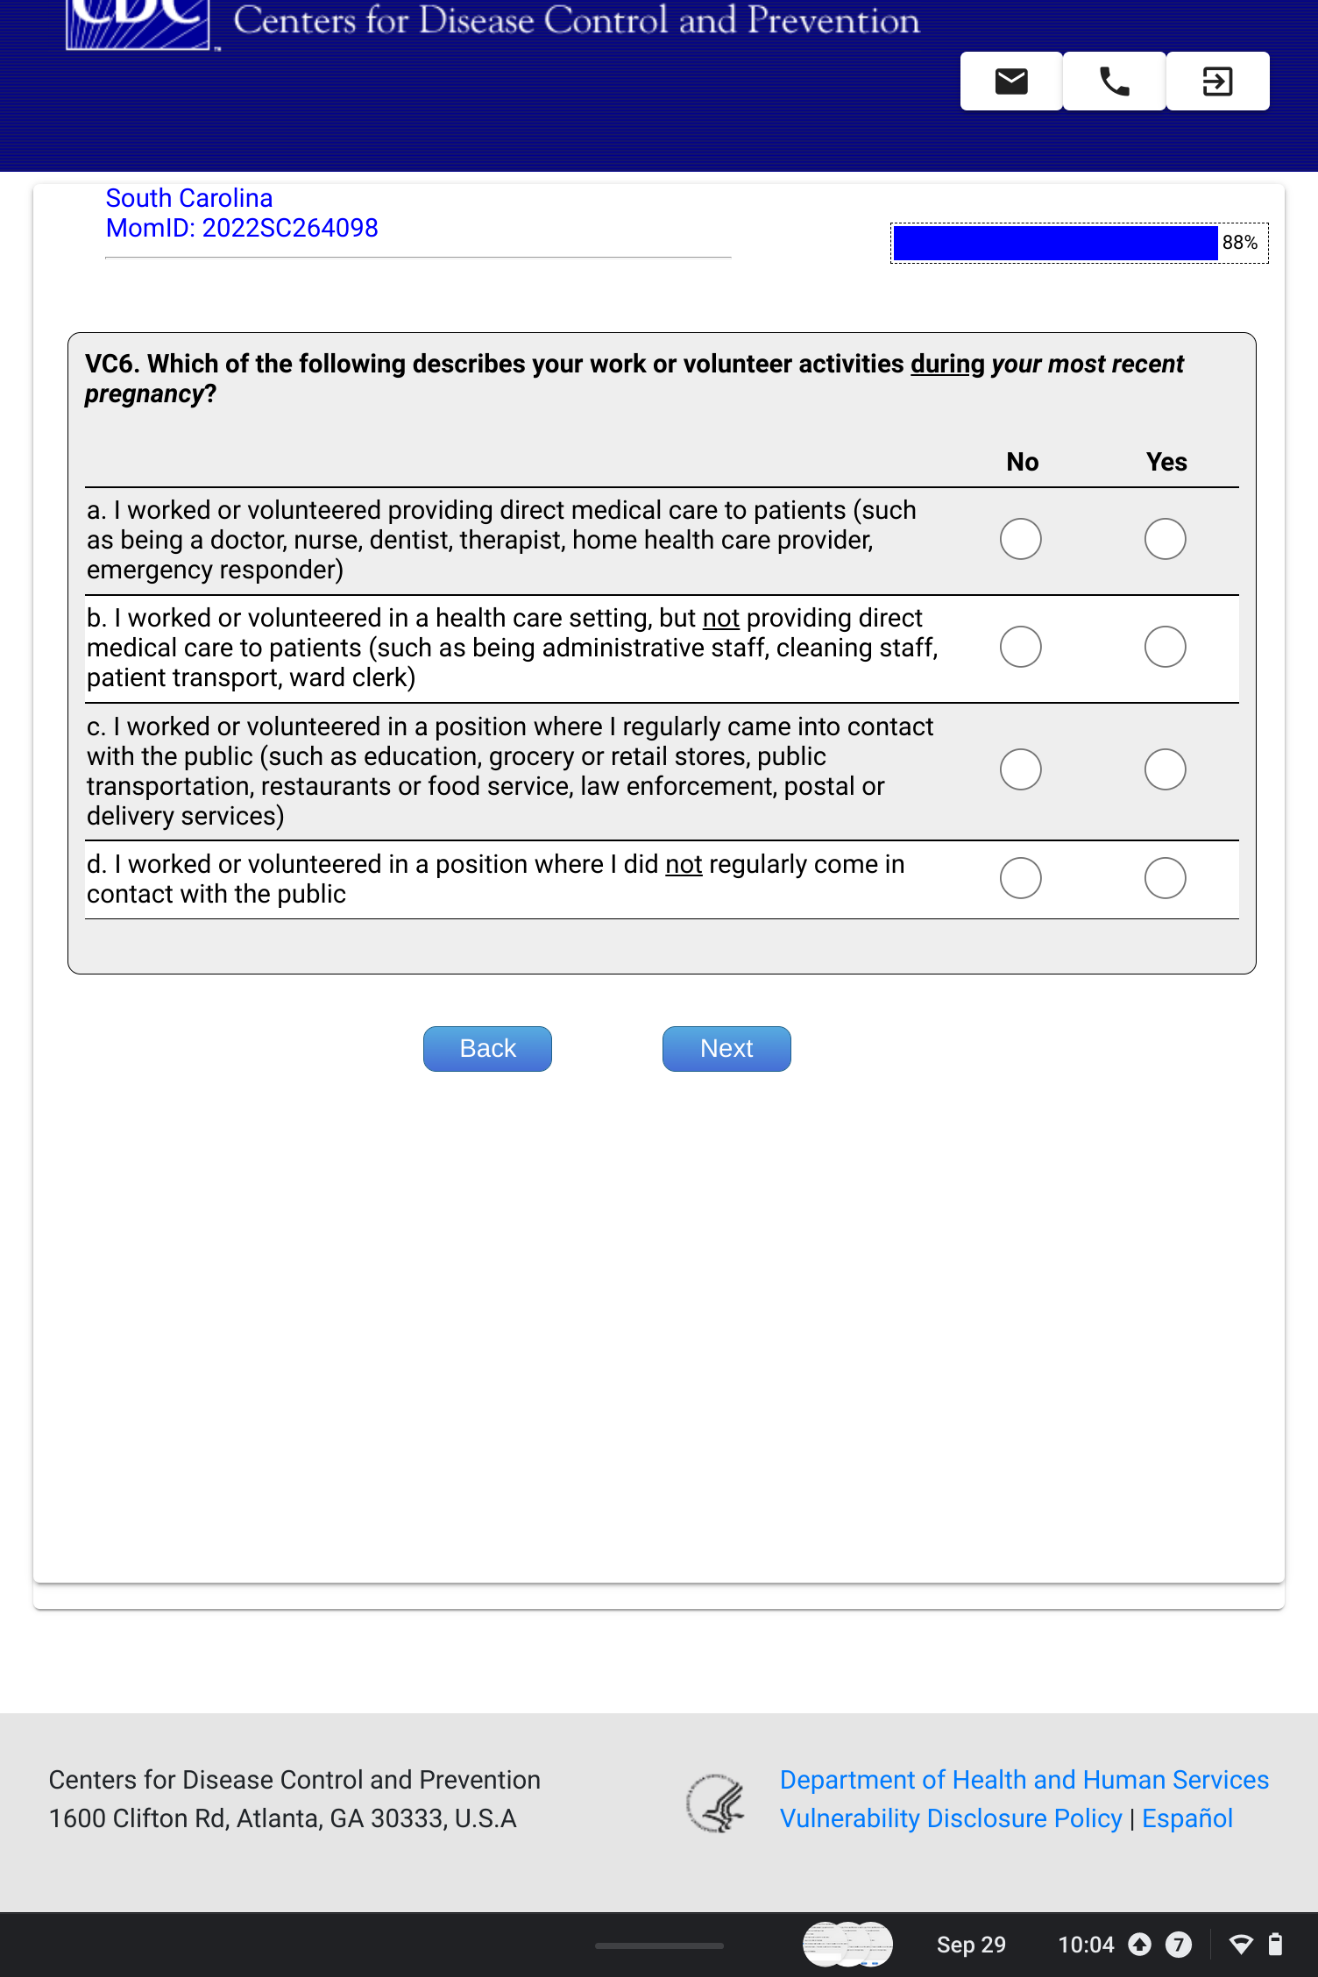 CDC
Centers for Disease Control and Prevention
South Carolina
MomID: 2022SC264098
88%
VC6. Which of the following describes your work or volunteer activities during your most recent
pregnancy?
No Yes
a. I worked or volunteered providing direct medical care to patients (such
as being a doctor, nurse, dentist, therapist, home health care provider,
emergency responder)
b. I worked or volunteered in a health care setting, but not providing direct
medical care to patients (such as being administrative staff, cleaning staff,
patient transport, ward clerk)
c. I worked or volunteered in a position where I regularly came into contact
with the public (such as education, grocery or retail stores, public
transportation, restaurants or food service, law enforcement, postal or
delivery services)
d. I worked or volunteered in a position where I did not regularly come in
contact with the public
Back Next
Centers for Disease Control and Prevention
1600 Clifton Rd, Atlanta, GA 30333, U.S.A
Department of Health and Human Services
Vulnerability Disclosure Policy | Español
Sep 29 10:04 7